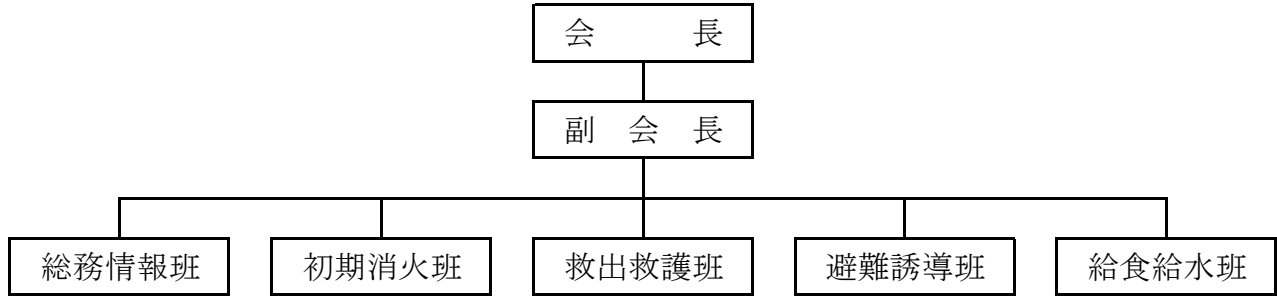 会長
副会長
総務情報班
初期消火班
救出救護班
避難誘導班
給食給水班